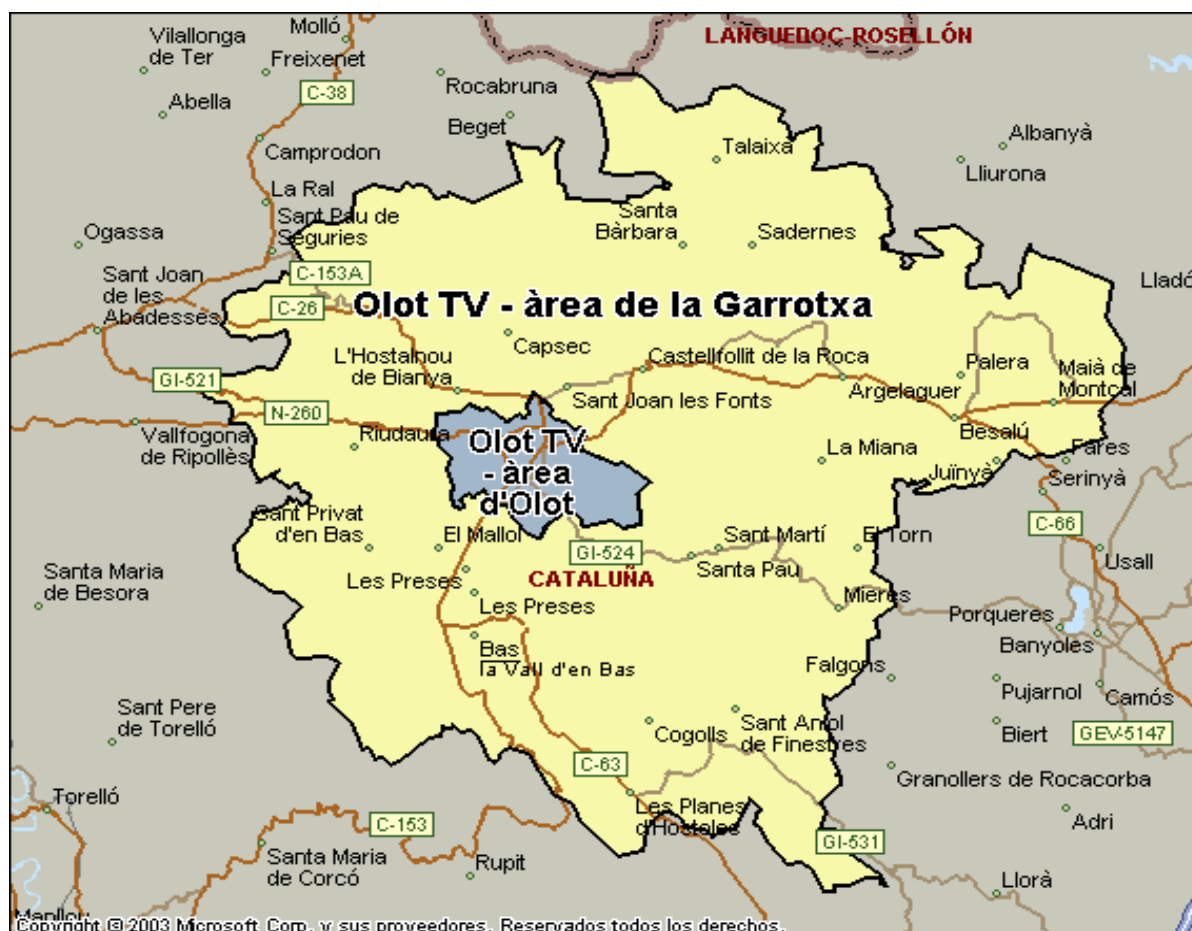 Molló
LANGUEDOC-ROSELLÓN
Vilallonga
de Ter
Freixenet
Rocabruna
C-38
Abella
Beget
Albanyà
Camprodon
Talaixa
Lliurona
La Ral
Sant Pau de
Seguries
Santa
Bàrbara
Ogassa
Sadernes
Sant Joan
de les
Abadesses
C-153A
Lladó
C-26
Olot TV - àrea de la Garrotxa
Capsec
L'Hostalnou
de Bianya
Castellfollit de la Roca
Palera
Maià de
Montcal
GI-521
Argelaguer
Sant Joan les Fonts
N-260
Vallfogona
de Ripollès
Riudaura
Olot TV
- àrea
d'Olot
Besalú
La Miana
Juïnyà
Fares
Serinyà
Sant Privat
d'en Bas
El Mallol
C-66
GI-524
Sant Martí
El Torn
Usall
Santa Maria
de Besora
Les Preses
CATALUÑA
Santa Pau
Les Preses
Mieres
Porqueres
Banyoles
Bas
la Vall d'en Bas
Falgons
Pujarnol
Camós
Sant Pere
de Torelló
Cogolls
Sant Aniol
de Finestres
Biert
GEV-5147
C-63
Granollers de Rocacorba
Torelló
Les Planes
d'Hostoles
Adri
C-153
GI-531
Santa Maria
de Corcó
Rupit
Llorà
Manlleu
Copyright © 2003 Microsoft Corp. y sus proveedores. Reservados todos los derechos.